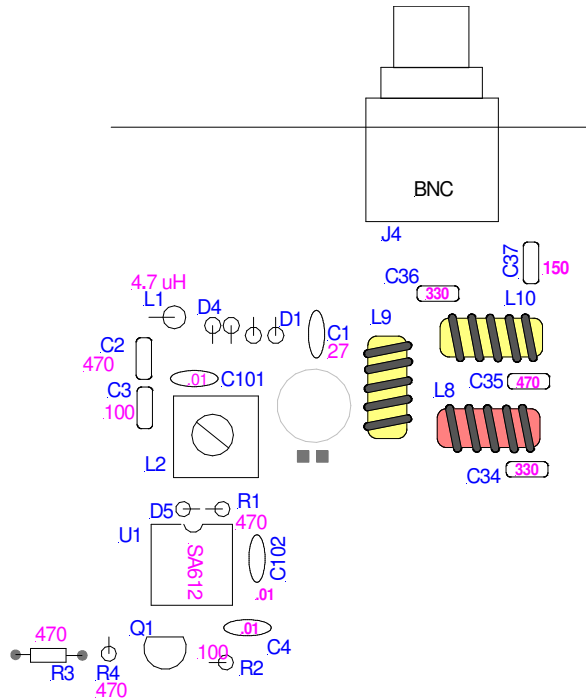 BNC
J4
C37
150
C36
330
4.7 uH
L1
D4
D1
C1
27
L9
L10
C2
470
C3
100
.01
C101
C35
470
L8
L2
C34
330
D5
R1
470
U1
SA612
C102
.01
Q1
.01
C4
470
R3
R4
470
100
R2